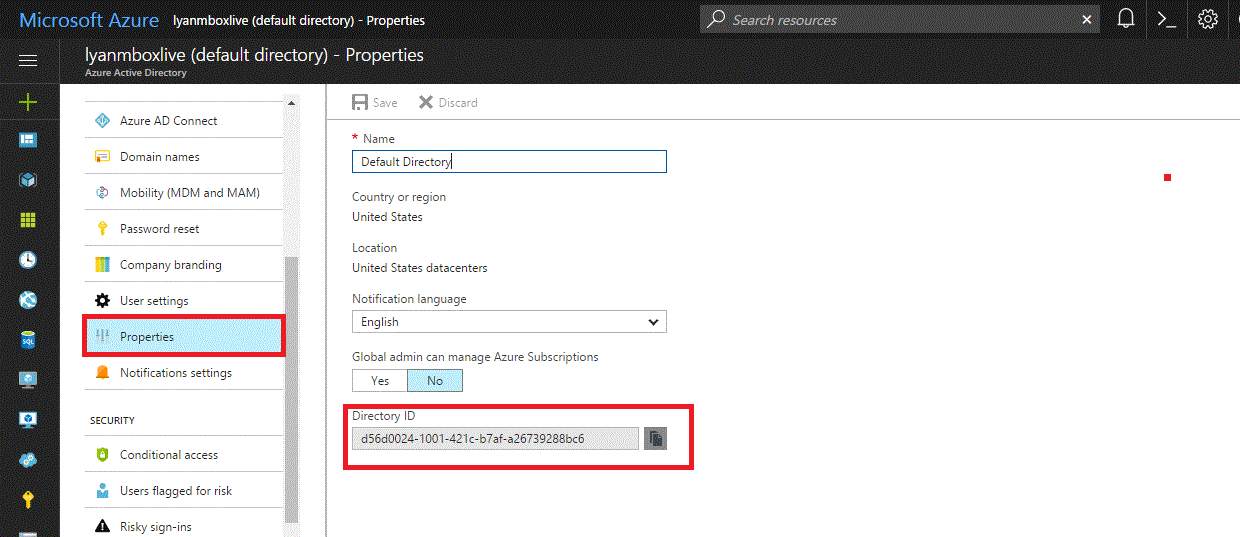 Microsoft Azure lyanmboxlive (default directory) - Properties
Search resources
lyanmboxlive (default directory) - Properties
Azure Active Directory
Azure AD Connect
Domain names
Mobility (MDM and MAM)
Password reset
Company branding
User settings
Properties
Notifications settings
SECURITY
Conditional access
Users flagged for risk
Risky sign-ins
Save Discard
* Name
Default Directory
Country or region
United States
Location
United States datacenters
Notification language
English
Global admin can manage Azure Subscriptions
Yes No
Directory ID
d56d0024-1001-421c-b7af-a26739288bc6
SQL